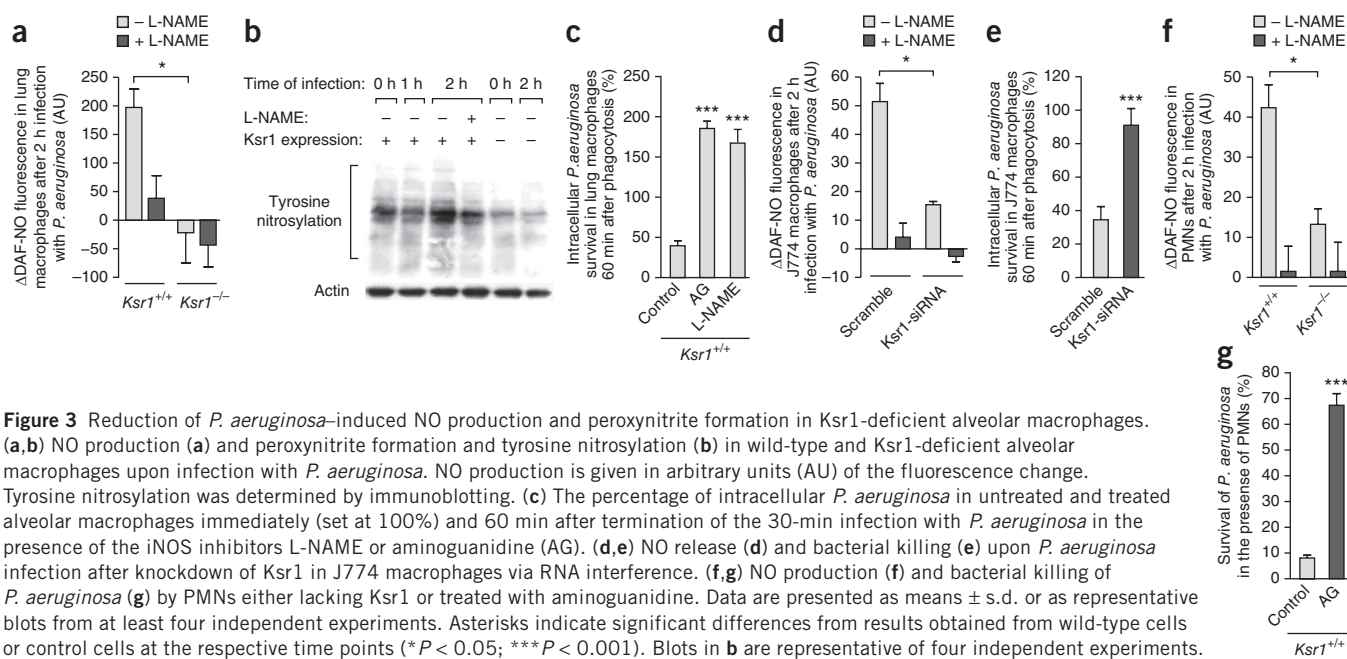 a
– L-NAME
+ L-NAME
ΔDAF-NO fluorescence in lung
macrophages after 2 h infection
with P. aeruginosa (AU)
250
200
150
100
50
0
–50
–100
*
Ksr1+/+ Ksr1–/–
b
Time of infection: 0 h 1 h 2 h 0 h 2 h
L-NAME: – – – + – –
Ksr1 expression: + + + + – –
Tyrosine
nitrosylation
Actin
c
Intracellular P.aeruginosa
survival in lung macrophages
60 min after phagocytosis (%)
250
200
150
100
50
0
***
***
Control
AG
L-NAME
Ksr1+/+
d
– L-NAME
+ L-NAME
ΔDAF-NO fluorescence in
J774 macrophages after 2 h
infection with P. aeruginosa (AU)
60
50
40
30
20
10
0
–10
*
Scramble
Ksr1-siRNA
e
Intracellular P. aeruginosa
survival in J774 macrophages
60 min after phagocytosis (%)
120
100
80
60
40
20
0
***
Scramble
Ksr1-siRNA
f
– L-NAME
+ L-NAME
ΔDAF-NO fluorescence in
PMNs after 2 h infection
with P. aeruginosa (AU)
50
40
30
20
10
0
*
Ksr1+/+
Ksr1–/–
g
Survival of P. aeruginosa
in the presense of PMNs (%)
80
70
60
50
40
30
20
10
0
***
Control
AG
Ksr1+/+
Figure 3 Reduction of P. aeruginosa–induced NO production and peroxynitrite formation in Ksr1-deficient alveolar macrophages.
(a,b) NO production (a) and peroxynitrite formation and tyrosine nitrosylation (b) in wild-type and Ksr1-deficient alveolar
macrophages upon infection with P. aeruginosa. NO production is given in arbitrary units (AU) of the fluorescence change.
Tyrosine nitrosylation was determined by immunoblotting. (c) The percentage of intracellular P. aeruginosa in untreated and treated
alveolar macrophages immediately (set at 100%) and 60 min after termination of the 30-min infection with P. aeruginosa in the
presence of the iNOS inhibitors L-NAME or aminoguanidine (AG). (d,e) NO release (d) and bacterial killing (e) upon P. aeruginosa
infection after knockdown of Ksr1 in J774 macrophages via RNA interference. (f,g) NO production (f) and bacterial killing of
P. aeruginosa (g) by PMNs either lacking Ksr1 or treated with aminoguanidine. Data are presented as means ± s.d. or as representative
blots from at least four independent experiments. Asterisks indicate significant differences from results obtained from wild-type cells
or control cells at the respective time points (*P < 0.05; ***P < 0.001). Blots in b are representative of four independent experiments.